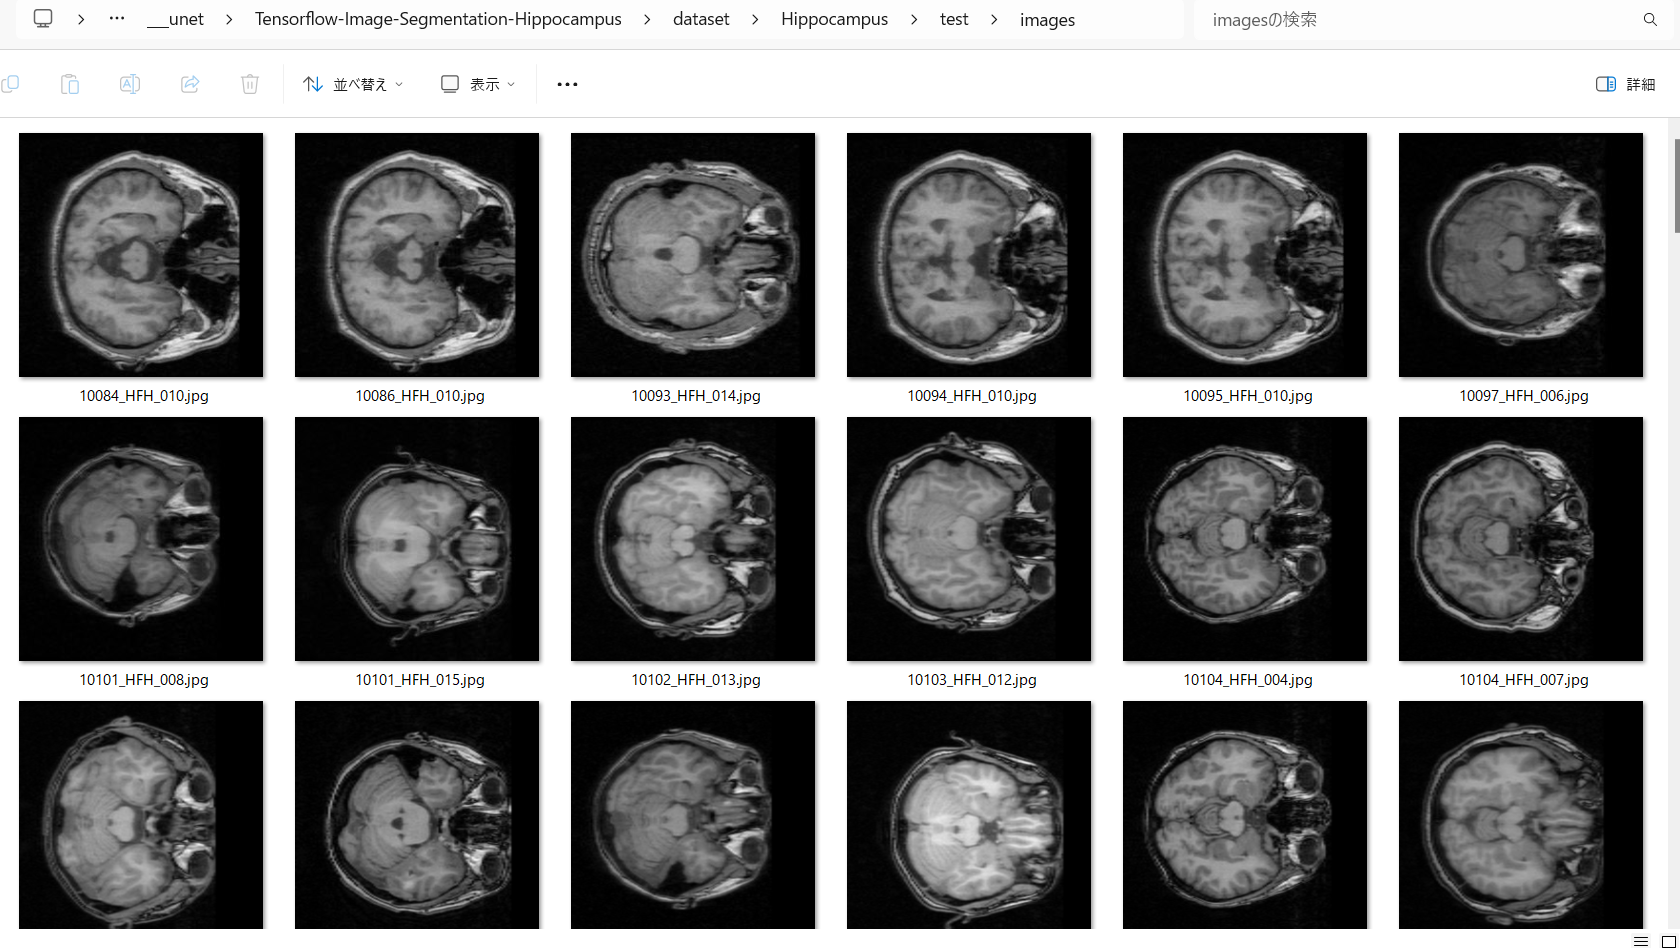 ___unet > Tensorflow-Image-Segmentation-Hippocampus > dataset > Hippocampus > test > images
imagesの検索
並べ替え 表示 詳細
10084_HFH_010.jpg 10086_HFH_010.jpg 10093_HFH_014.jpg 10094_HFH_010.jpg 10095_HFH_010.jpg 10097_HFH_006.jpg
10101_HFH_008.jpg 10101_HFH_015.jpg 10102_HFH_013.jpg 10103_HFH_012.jpg 10104_HFH_004.jpg 10104_HFH_007.jpg